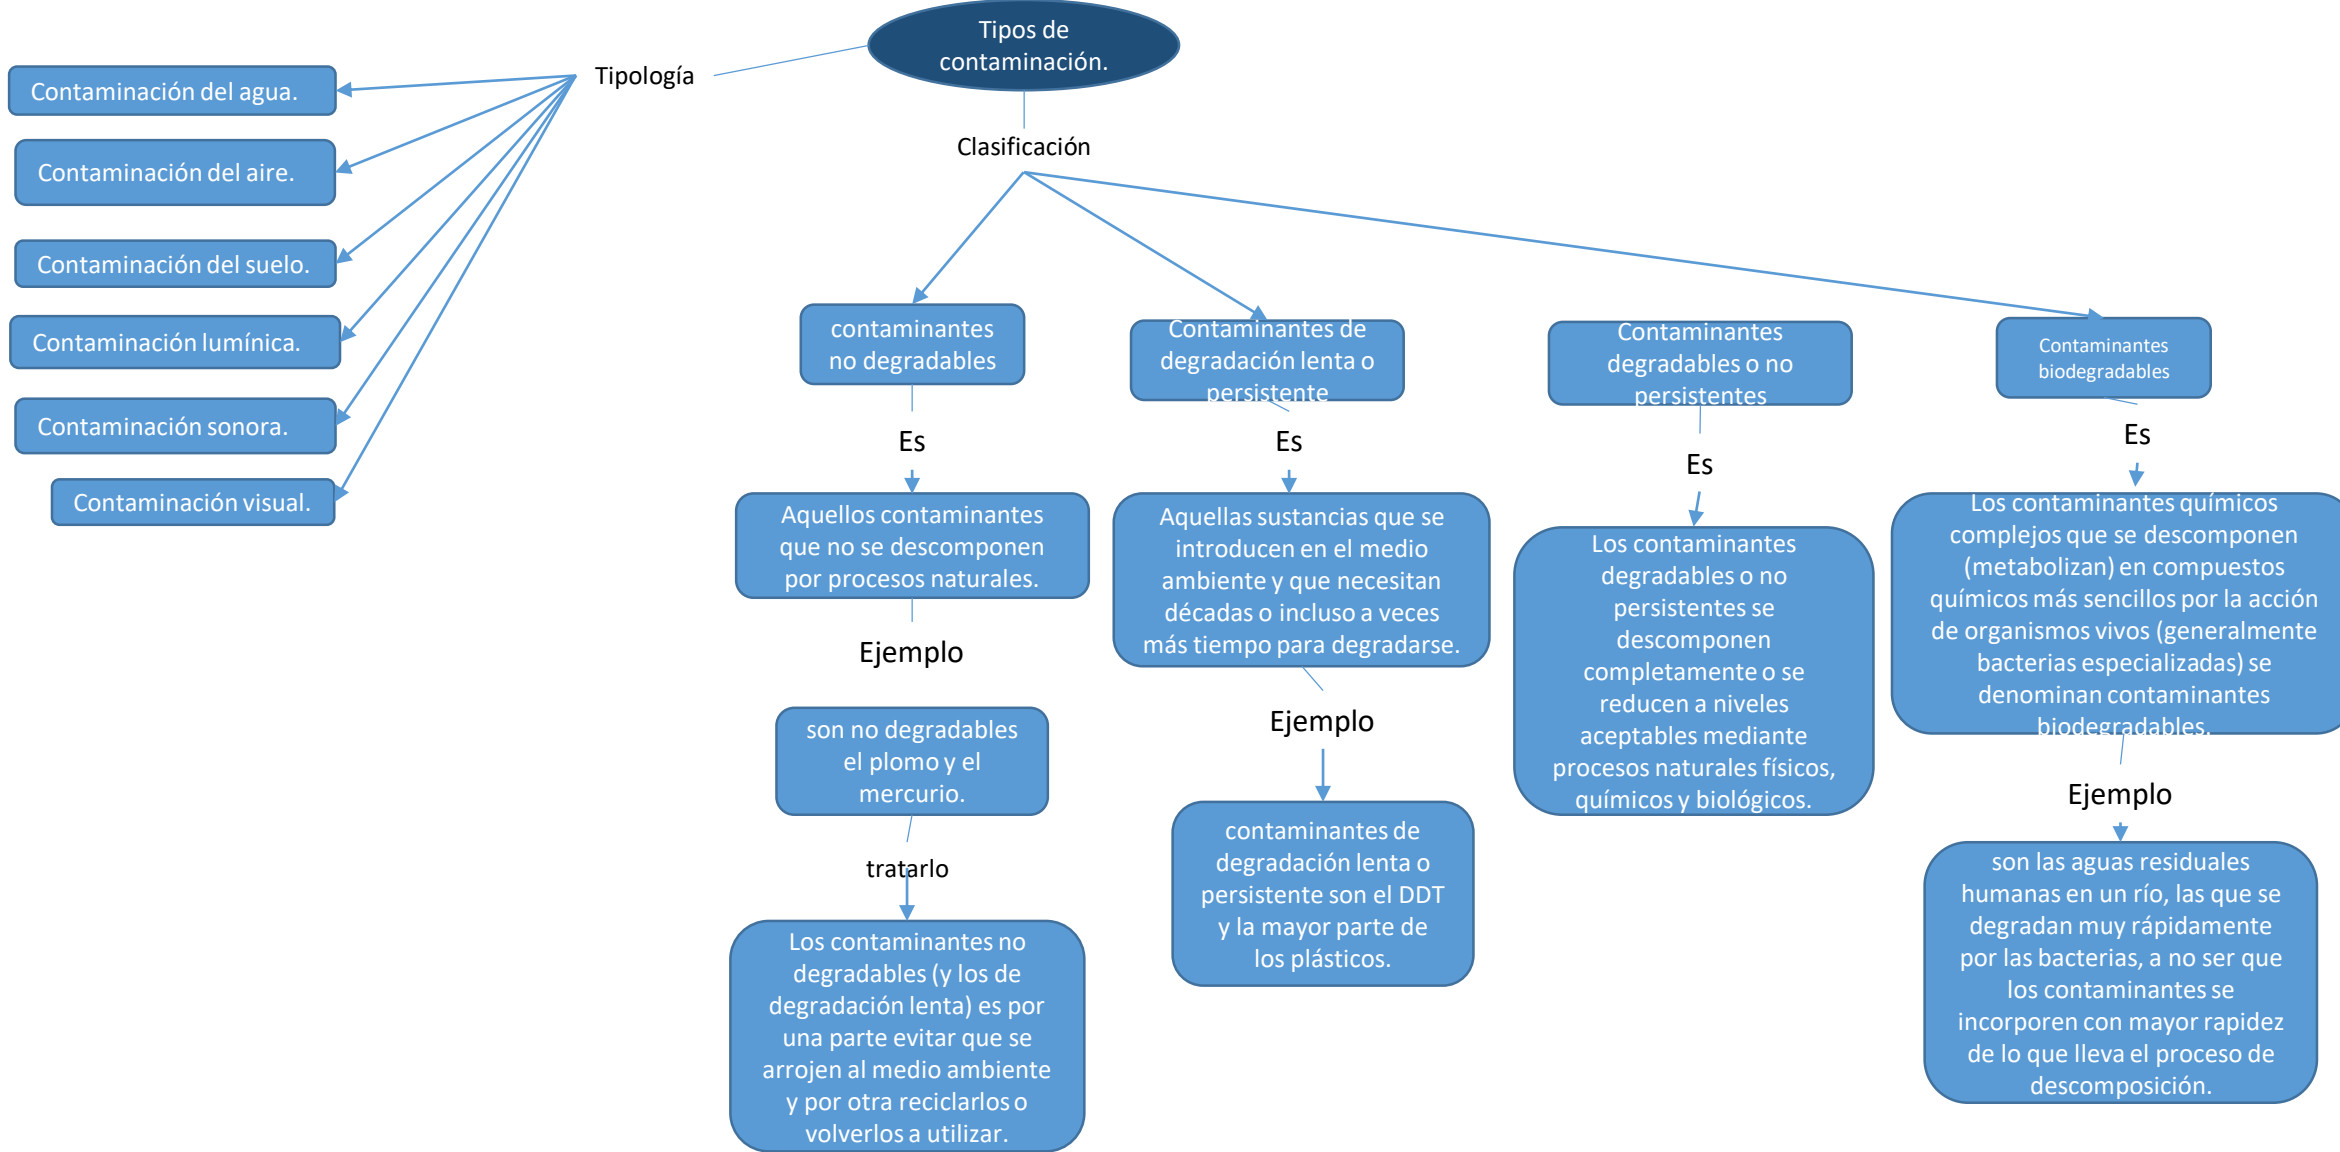 Tipos de
contaminación.
Tipología
Contaminación del agua.
Contaminación del aire.
Contaminación del suelo.
Contaminación lumínica.
Contaminación sonora.
Contaminación visual.
Clasificación
contaminantes
no degradables
Es
Aquellos contaminantes
que no se descomponen
por procesos naturales.
Ejemplo
son no degradables
el plomo y el
mercurio.
tratarlo
Los contaminantes no
degradables (y los de
degradación lenta) es por
una parte evitar que se
arrojen al medio ambiente
y por otra reciclarlos o
volverlos a utilizar.
Contaminantes de
degradación lenta o
persistente
Es
Aquellas sustancias que se
introducen en el medio
ambiente y que necesitan
décadas o incluso a veces
más tiempo para degradarse.
Ejemplo
contaminantes de
degradación lenta o
persistente son el DDT
y la mayor parte de
los plásticos.
Contaminantes
degradables o no
persistentes
Es
Los contaminantes
degradables o no
persistentes se
descomponen
completamente o se
reducen a niveles
aceptables mediante
procesos naturales físicos,
químicos y biológicos.
Contaminantes
biodegradables
Es
Los contaminantes químicos
complejos que se descomponen
(metabolizan) en compuestos
químicos más sencillos por la acción
de organismos vivos (generalmente
bacterias especializadas) se
denominan contaminantes
biodegradables.
Ejemplo
son las aguas residuales
humanas en un río, las que se
degradan muy rápidamente
por las bacterias, a no ser que
los contaminantes se
incorporen con mayor rapidez
de lo que lleva el proceso de
descomposición.